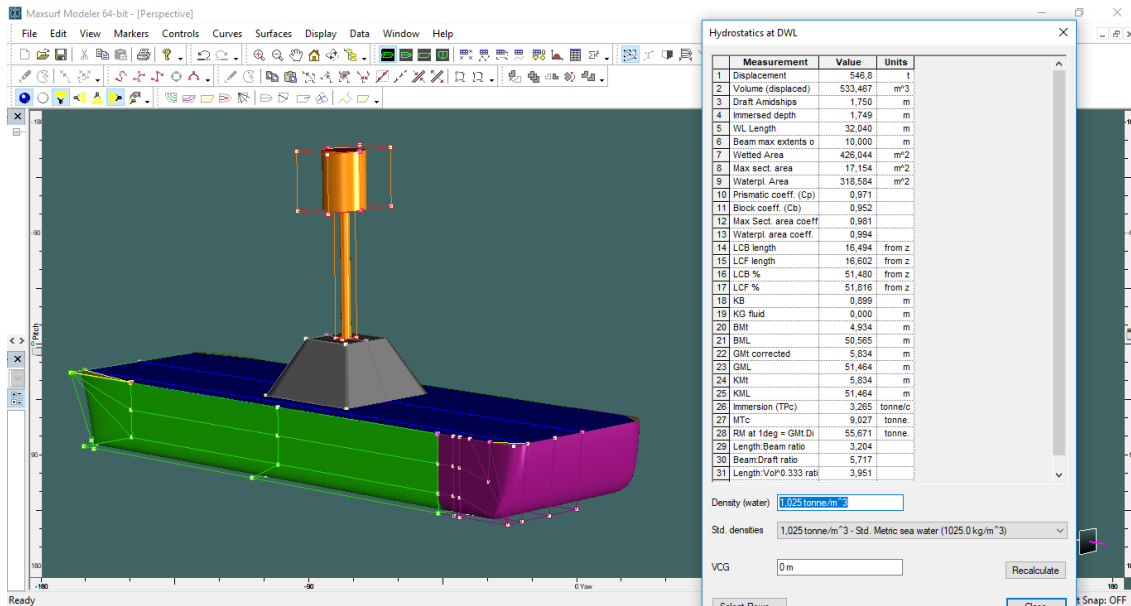 Maxsurf Modeler 64-bit - [Perspective]
File Edit View Markers Controls Curves Surfaces Display Data Window Help
Hydrostatics at DWL
Measurement Value Units
1 Displacement 546,8 t
2 Volume (displaced) 533,467 m^3
3 Draft Amidships 1,750 m
4 Immersed depth 1,749 m
5 WL Length 32,040 m
6 Beam max extents o 10,000 m
7 Wetted Area 426,044 m^2
8 Max sect. area 17,154 m^2
9 Waterpl. Area 318,584 m^2
10 Prismatic coeff. (Cp) 0,971
11 Block coeff. (Cb) 0,952
12 Max Sect. area coeff 0,981
13 Waterpl. area coeff. 0,994
14 LCB length 16,494 from z
15 LCF length 16,602 from z
16 LCB % 51,480 from z
17 LCF % 51,816 from z
18 KB 0,899 m
19 KG fluid 0,000 m
20 BMt 4,934 m
21 BML 50,565 m
22 GMt corrected 5,834 m
23 GML 51,464 m
24 KMt 5,834 m
25 KML 51,464 m
26 Immersion (TPc) 3,265 tonne/c
27 MTc 9,027 tonne.
28 RM at 1deg = GMt.Di 55,671 tonne.
29 Length:Beam ratio 3,204
30 Beam:Draft ratio 5,717
31 Length:Vol^0.333 rati 3,951
Density (water) 1,025 tonne/m^3
Std. densities 1,025 tonne/m^3 - Std. Metric sea water (1025.0 kg/m^3)
VCG 0 m
Recalculate
Select Rows... Close
-180
-90
0 Pitch
90
180
-180 -90 0 Yaw 180
Ready t Snap: OFF